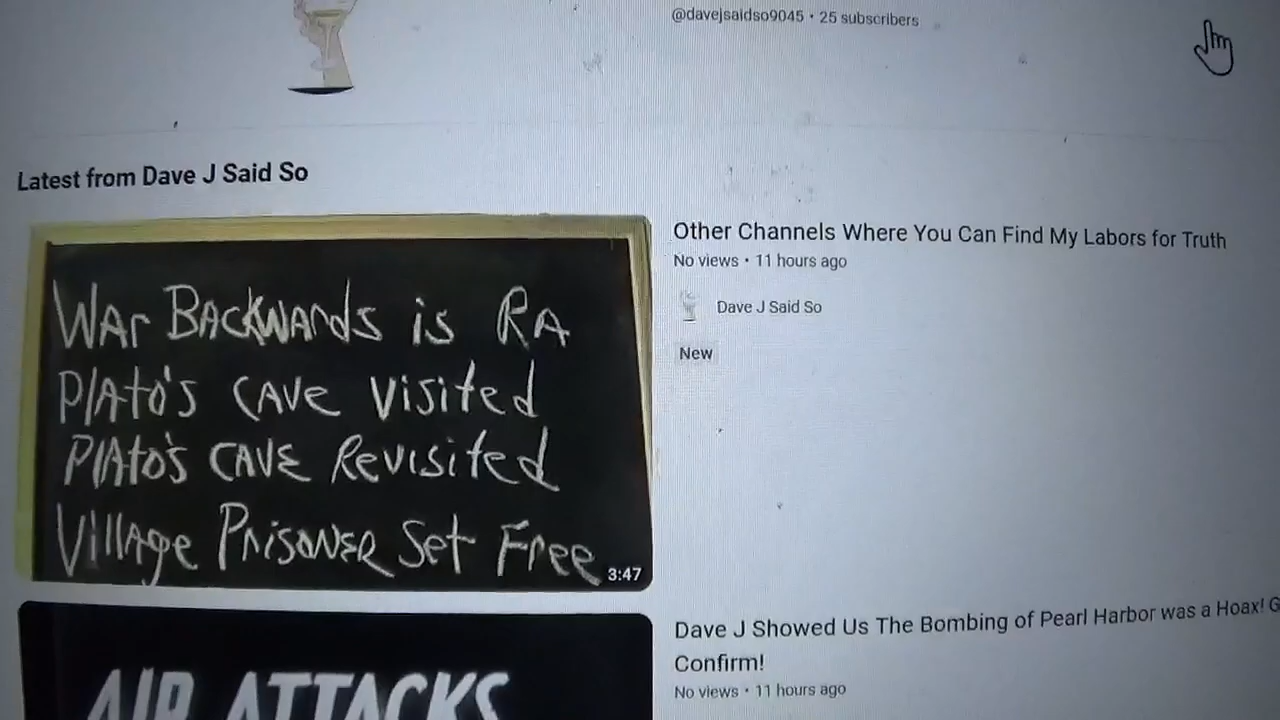 @davejsaidso9045 • 25 subscribers
Latest from Dave J Said So
WAr BACKWArds is RA
PlAto's CAVe Visited
PlAto's CAVE Revisited
VillAge PrisoNER Set Free
3:47
Other Channels Where You Can Find My Labors for Truth
No views • 11 hours ago
Dave J Said So
New
AIR ATTACKS
Dave J Showed Us The Bombing of Pearl Harbor was a Hoax!
Confirm!
No views • 11 hours ago